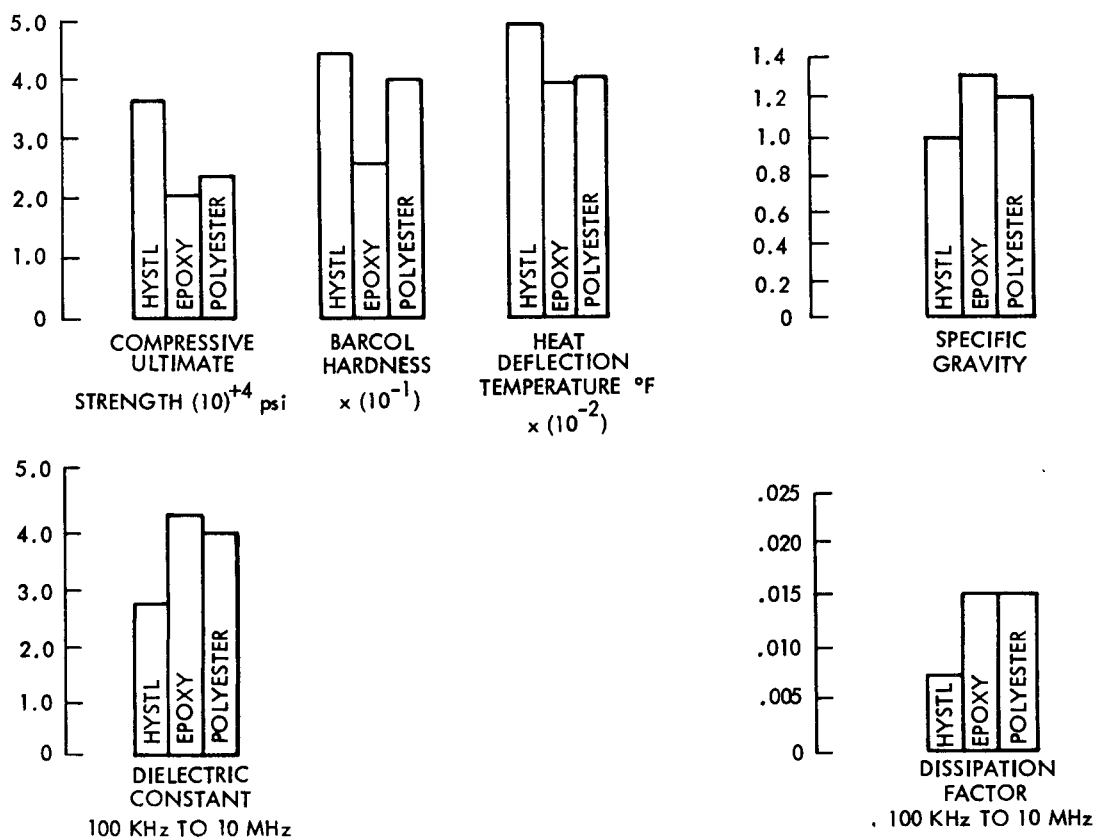 5.0
4.0
3.0
2.0
1.0
0
HYSTL
EPOXY
POLYESTER
COMPRESSIVE
ULTIMATE
STRENGTH (10)+4 psi
HYSTL
EPOXY
POLYESTER
BARCOL
HARDNESS
x (10-1)
HYSTL
EPOXY
POLYESTER
HEAT
DEFLECTION
TEMPERATURE °F
x (10-2)
1.4
1.2
1.0
0.8
0.6
0.4
0.2
0
HYSTL
EPOXY
POLYESTER
SPECIFIC
GRAVITY
5.0
4.0
3.0
2.0
1.0
0
HYSTL
EPOXY
POLYESTER
DIELECTRIC
CONSTANT
100 KHz TO 10 MHz
.025
.020
.015
.010
.005
0
HYSTL
EPOXY
POLYESTER
DISSIPATION
FACTOR
. 100 KHz TO 10 MHz